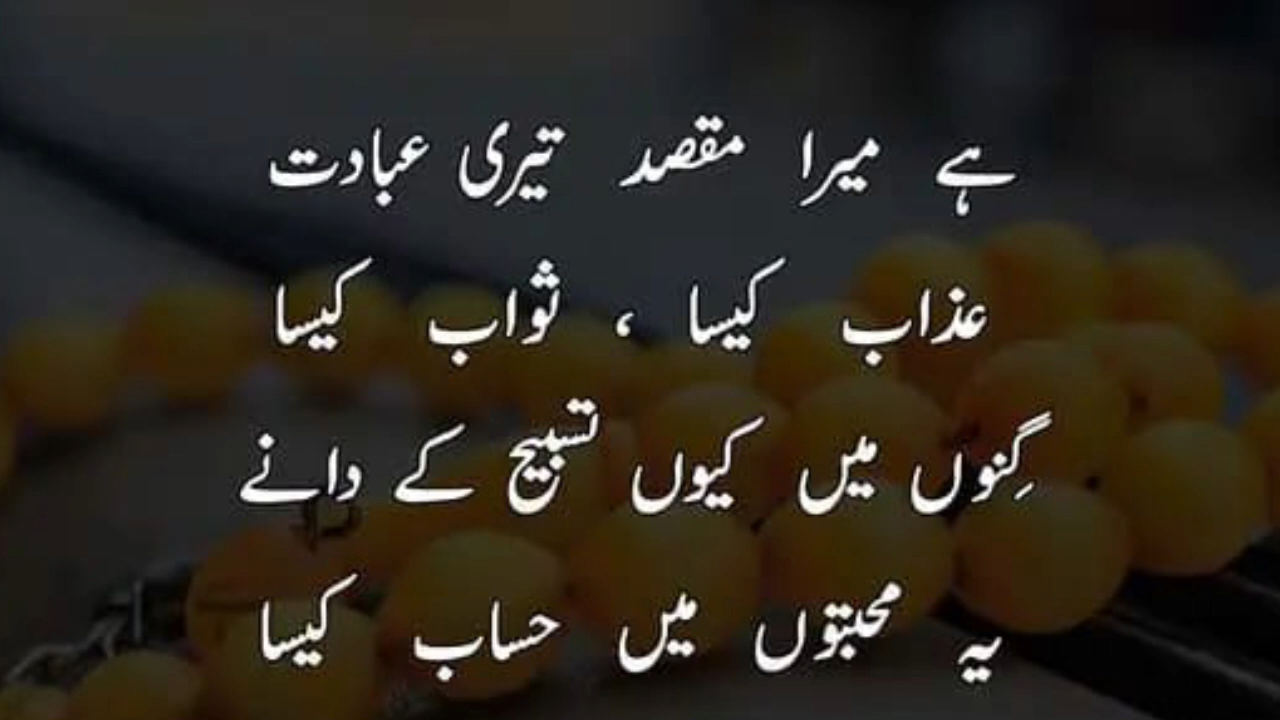 ہے میرا مقصد تیری عبادت
عذاب کیسا ، ثواب کیسا
گِنوں میں کیوں تسبیح کے دانے
یہ محبتوں میں حساب کیسا